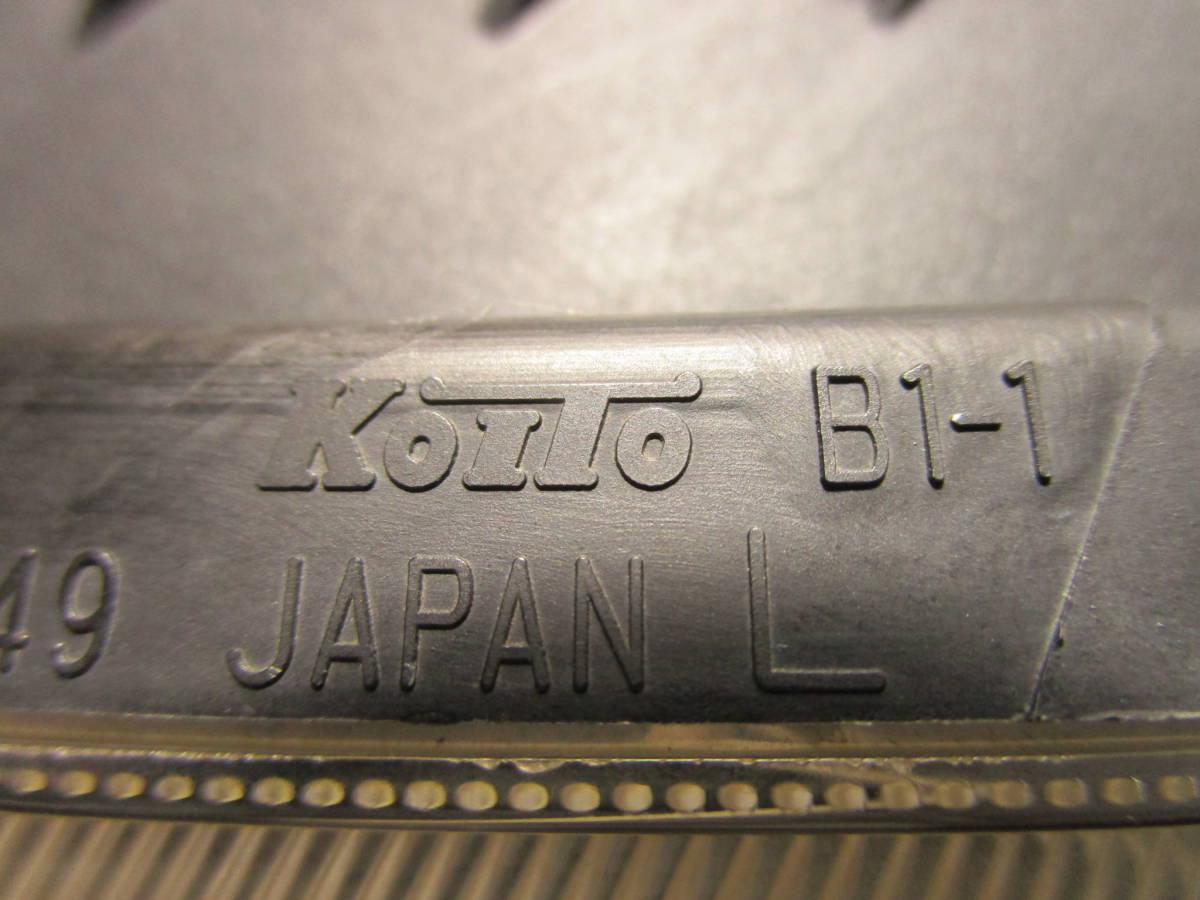 KOITO B1-1
49 JAPAN L